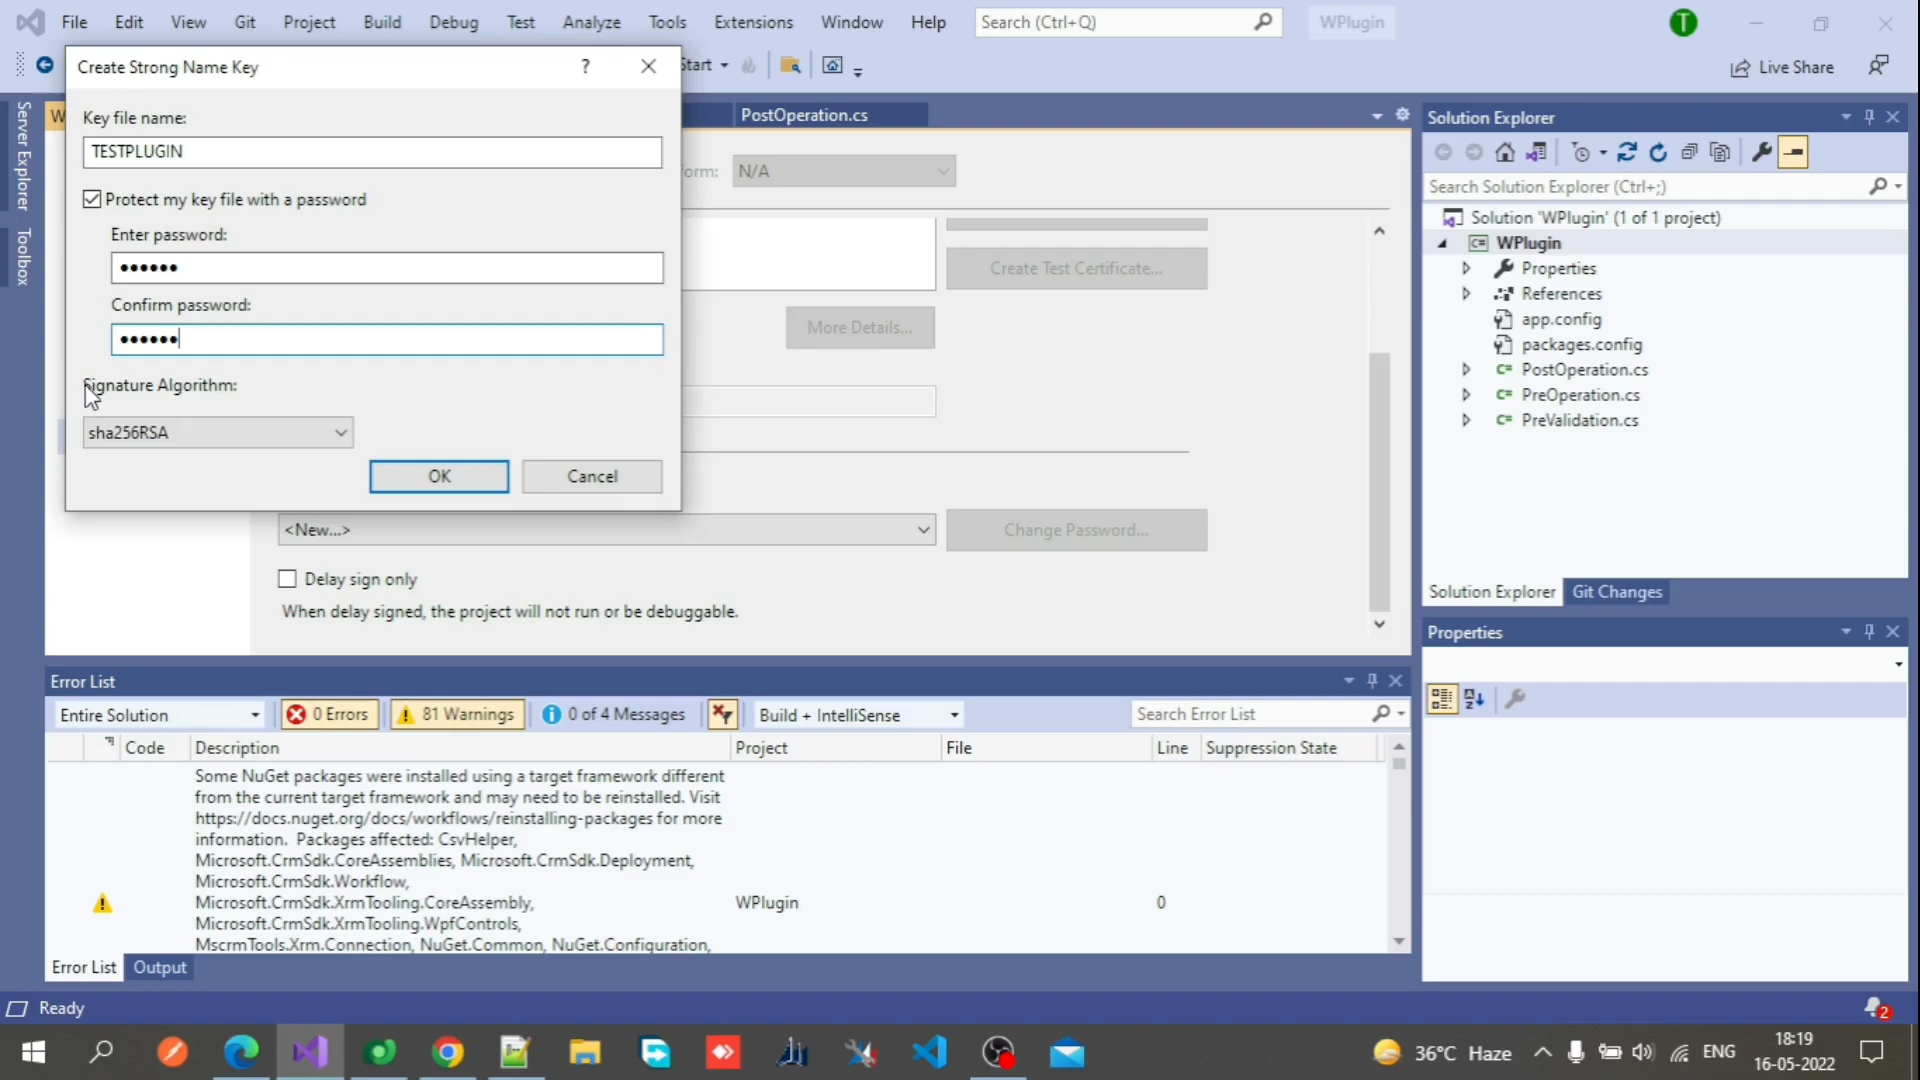 File Edit View Git Project Build Debug Test Analyze Tools Extensions Window Help Search (Ctrl+Q) WPlugin T
Create Strong Name Key ? Start Live Share
Key file name:
TESTPLUGIN
Protect my key file with a password
Enter password:
••••••
Confirm password:
••••••
Signature Algorithm:
sha256RSA
OK Cancel
Server Explorer
Toolbox
W PostOperation.cs
orm: N/A
Create Test Certificate...
More Details...
<New...> Change Password...
Delay sign only
When delay signed, the project will not run or be debuggable.
Solution Explorer
Search Solution Explorer (Ctrl+;)
Solution 'WPlugin' (1 of 1 project)
WPlugin
Properties
References
app.config
packages.config
PostOperation.cs
PreOperation.cs
PreValidation.cs
Solution Explorer Git Changes
Properties
Error List
Entire Solution 0 Errors 81 Warnings 0 of 4 Messages Build + IntelliSense Search Error List
Code Description Project File Line Suppression State
Some NuGet packages were installed using a target framework different
from the current target framework and may need to be reinstalled. Visit
https://docs.nuget.org/docs/workflows/reinstalling-packages for more
information. Packages affected: CsvHelper,
Microsoft.CrmSdk.CoreAssemblies, Microsoft.CrmSdk.Deployment,
Microsoft.CrmSdk.Workflow,
Microsoft.CrmSdk.XrmTooling.CoreAssembly, WPlugin 0
Microsoft.CrmSdk.XrmTooling.WpfControls,
MscrmTools.Xrm.Connection, NuGet.Common, NuGet.Configuration,
Error List Output
Ready 2
36°C Haze ENG 18:19
16-05-2022